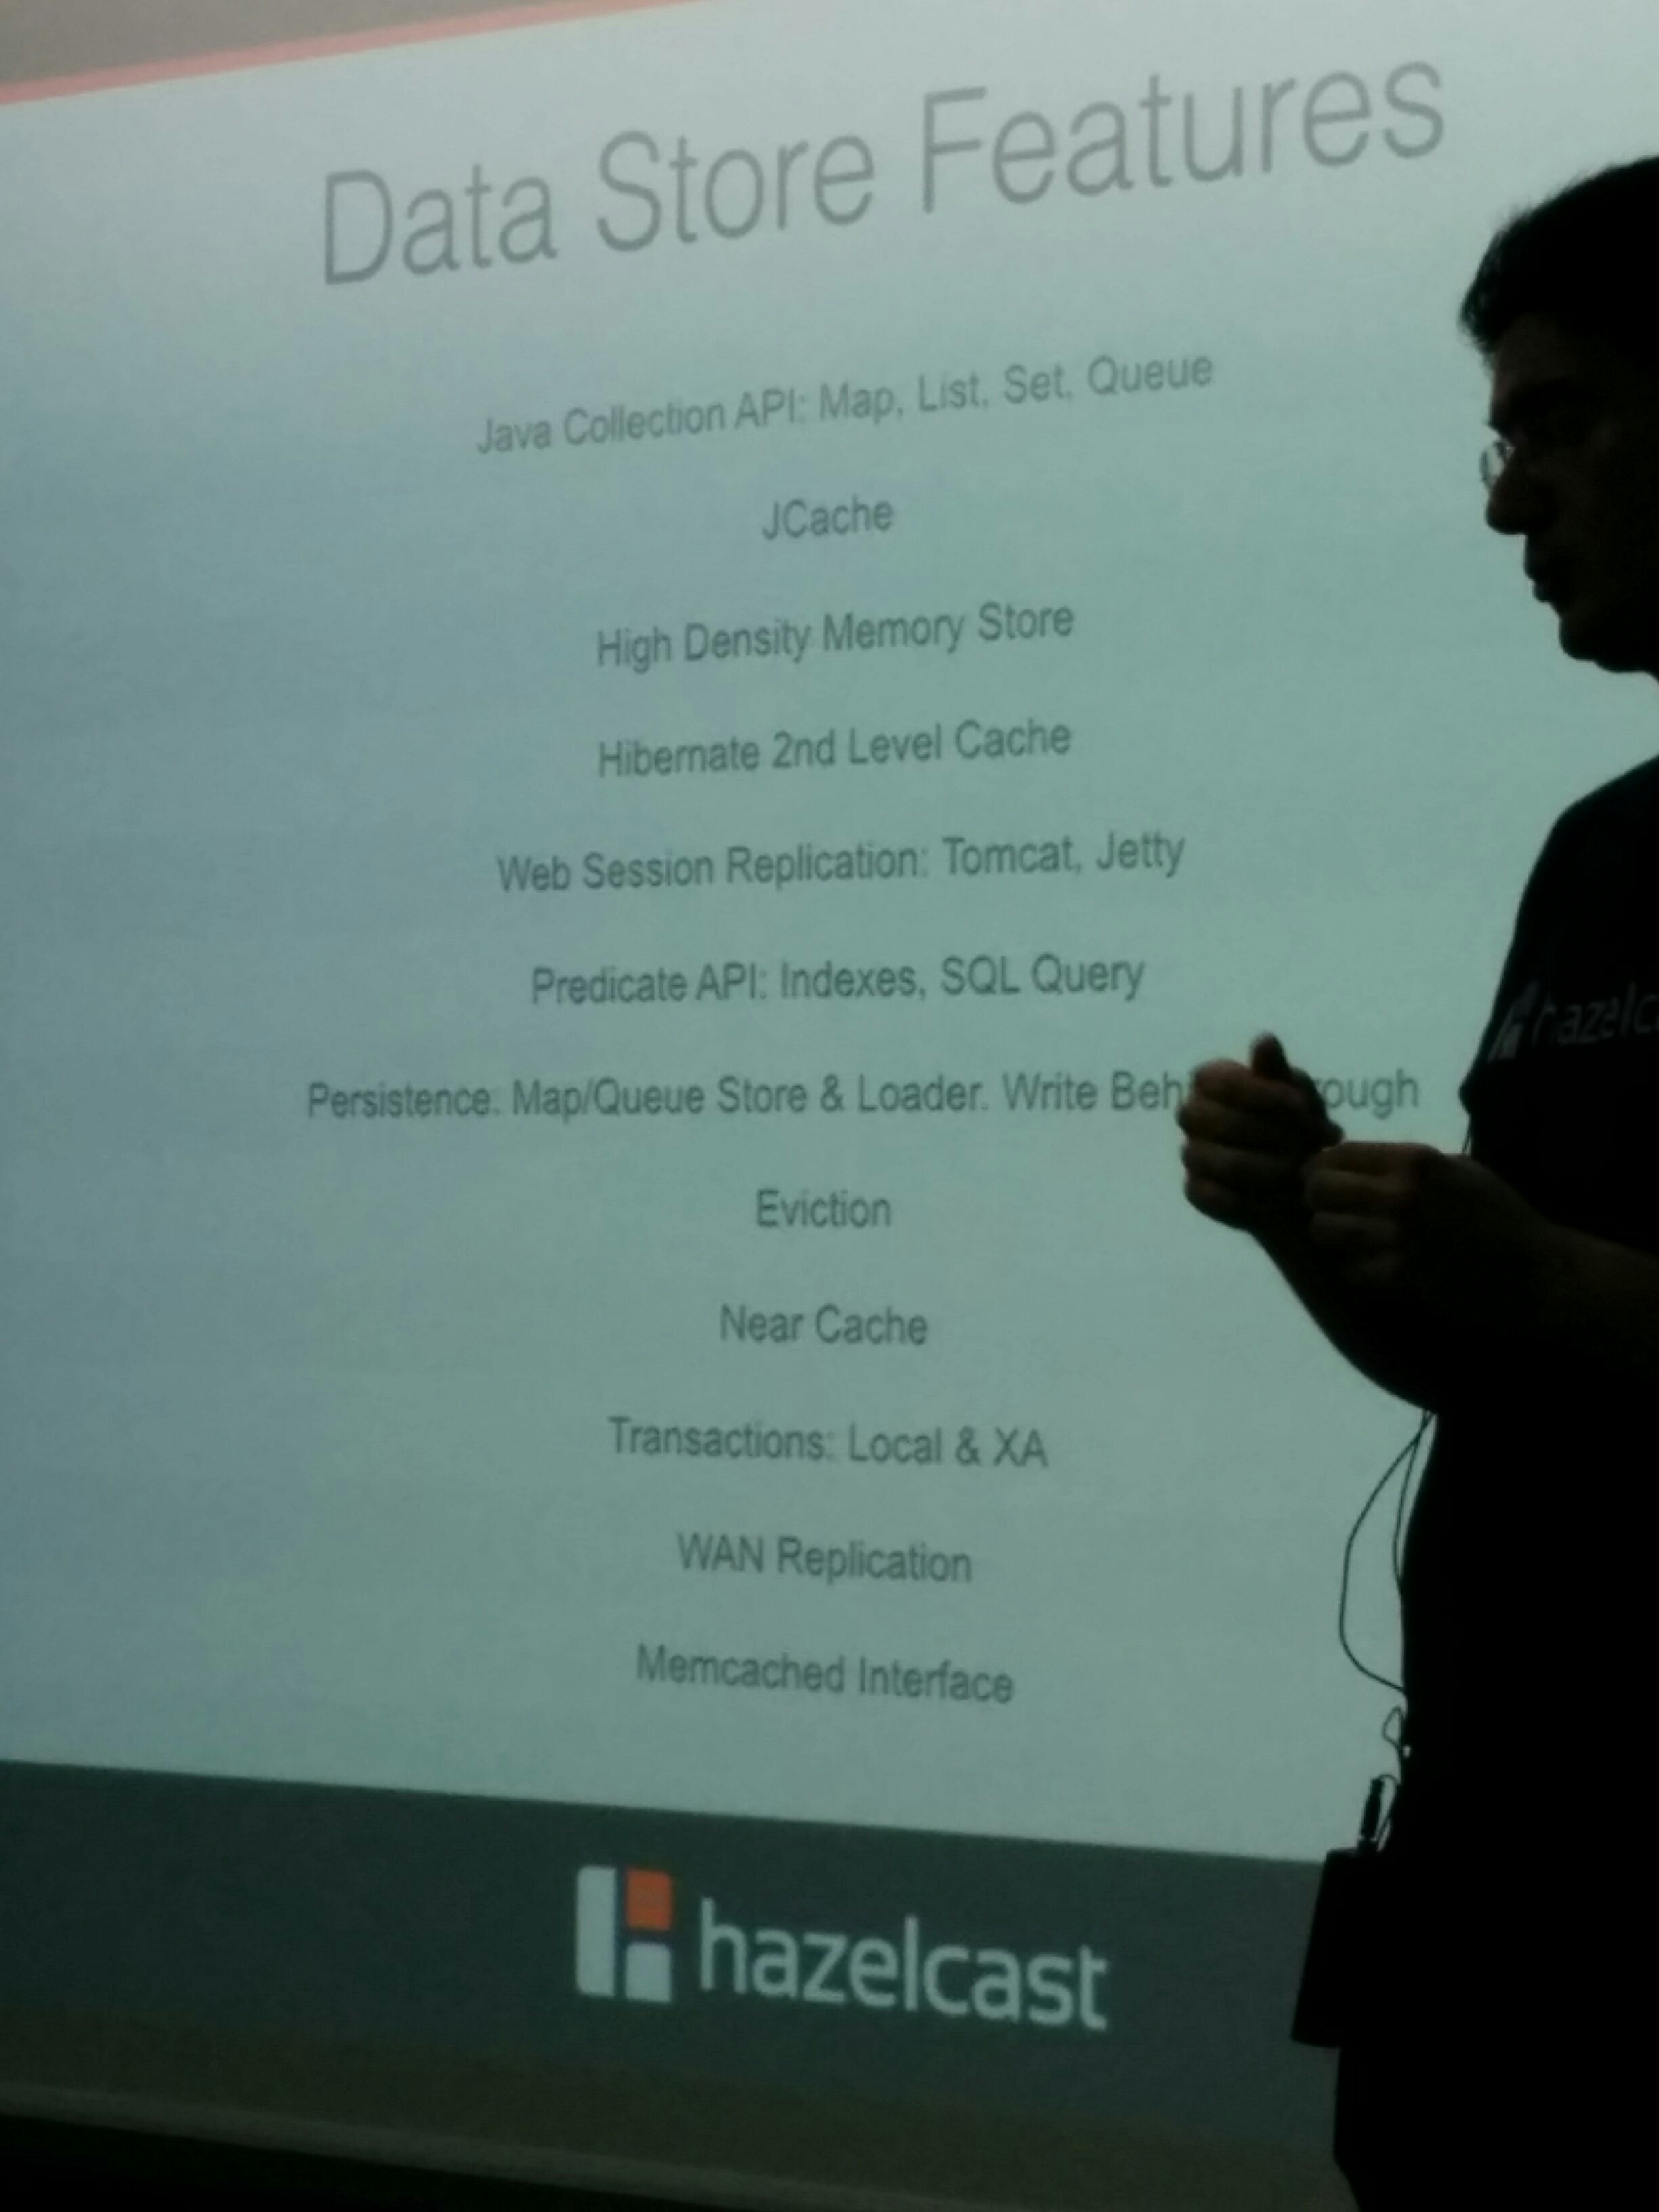 Data Store Features
Java Collection API: Map, List, Set, Queue
JCache
High Density Memory Store
Hibernate 2nd Level Cache
Web Session Replication: Tomcat, Jetty
Predicate API: Indexes, SQL Query
Persistence: Map/Queue Store & Loader. Write
Eviction
Near Cache
Transactions: Local & XA
WAN Replication
Memcached Interface
hazelcast